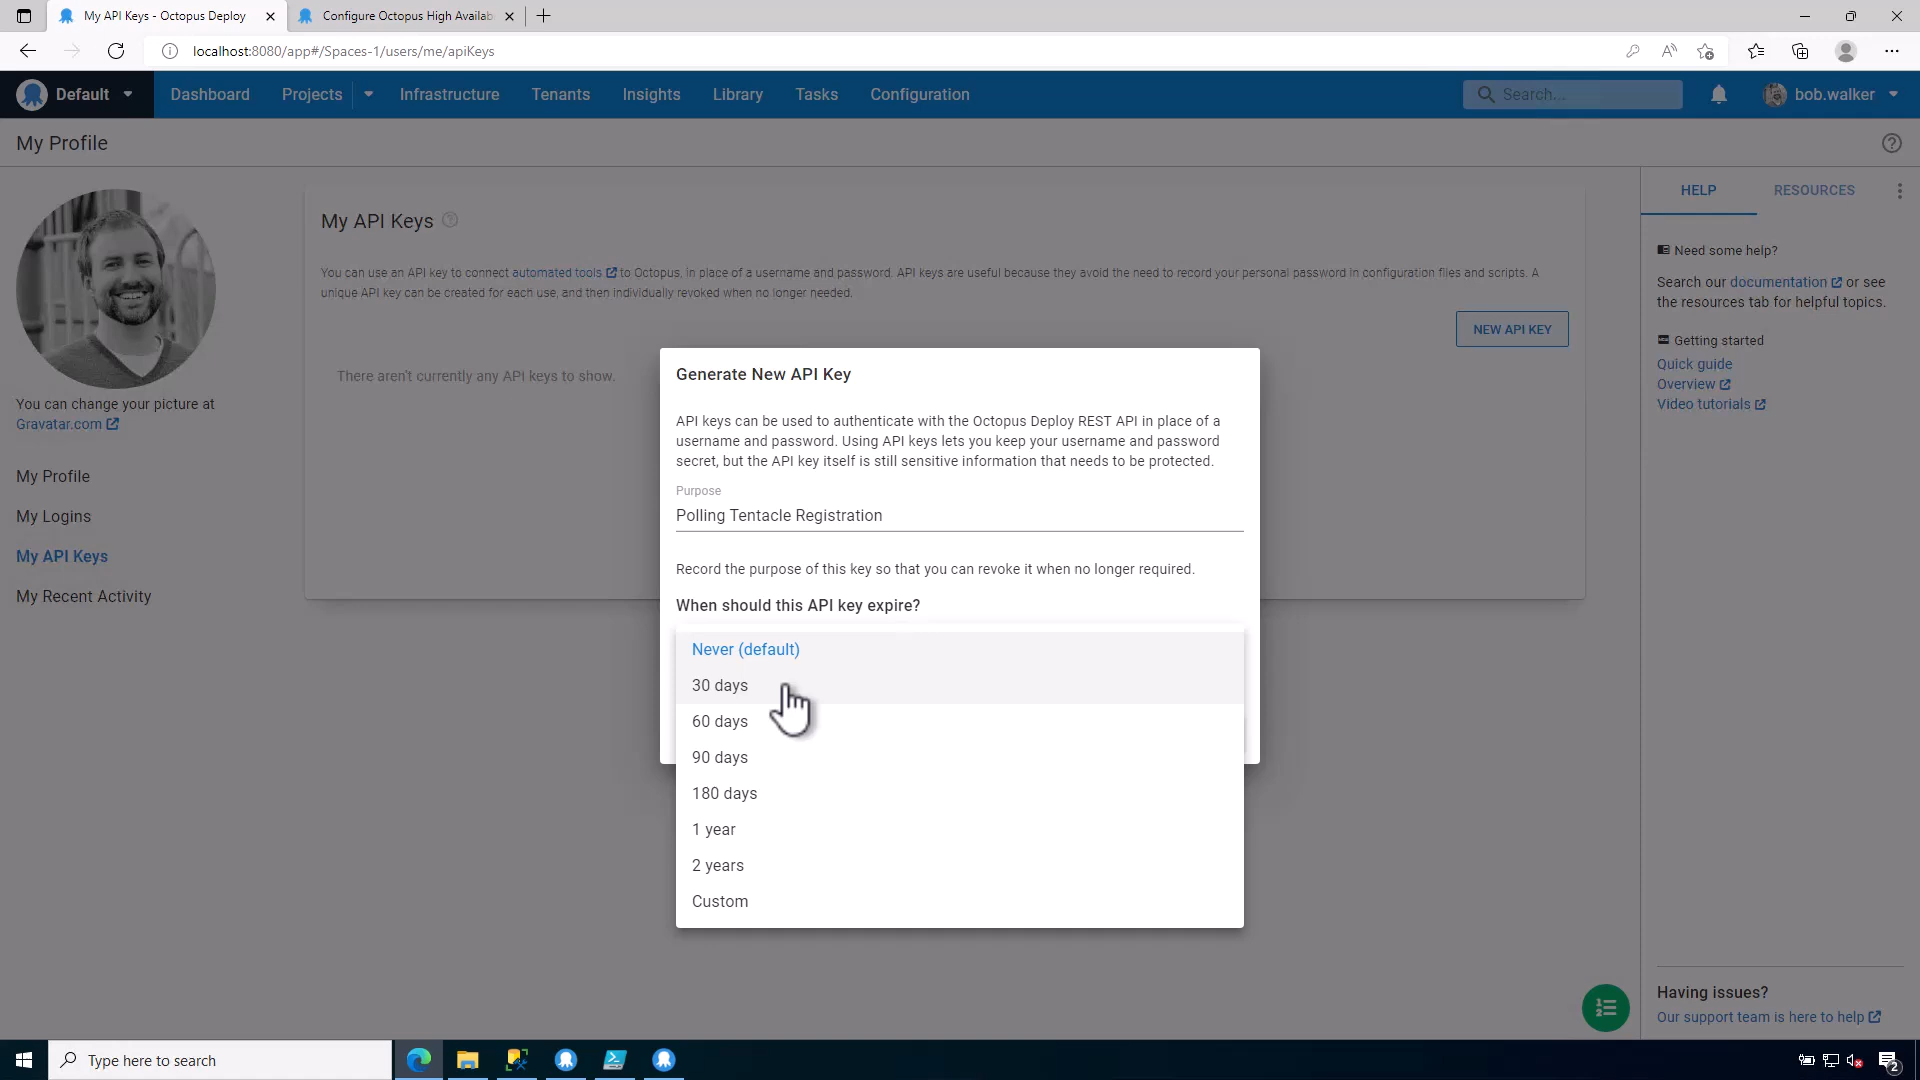 My API Keys - Octopus Deploy
Configure Octopus High Availab
localhost:8080/app#/Spaces-1/users/me/apiKeys
Default
Dashboard
Projects
Infrastructure
Tenants
Insights
Library
Tasks
Configuration
Search...
bob.walker
My Profile
You can change your picture at
Gravatar.com
My Profile
My Logins
My API Keys
My Recent Activity
My API Keys
You can use an API key to connect automated tools to Octopus, in place of a username and password. API keys are useful because they avoid the need to record your personal password in configuration files and scripts. A
unique API key can be created for each use, and then individually revoked when no longer needed.
NEW API KEY
There aren't currently any API keys to show.
Generate New API Key
API keys can be used to authenticate with the Octopus Deploy REST API in place of a
username and password. Using API keys lets you keep your username and password
secret, but the API key itself is still sensitive information that needs to be protected.
Purpose
Polling Tentacle Registration
Record the purpose of this key so that you can revoke it when no longer required.
When should this API key expire?
Never (default)
30 days
60 days
90 days
180 days
1 year
2 years
Custom
HELP
RESOURCES
Need some help?
Search our documentation or see
the resources tab for helpful topics.
Getting started
Quick guide
Overview
Video tutorials
Having issues?
Our support team is here to help
Type here to search
2